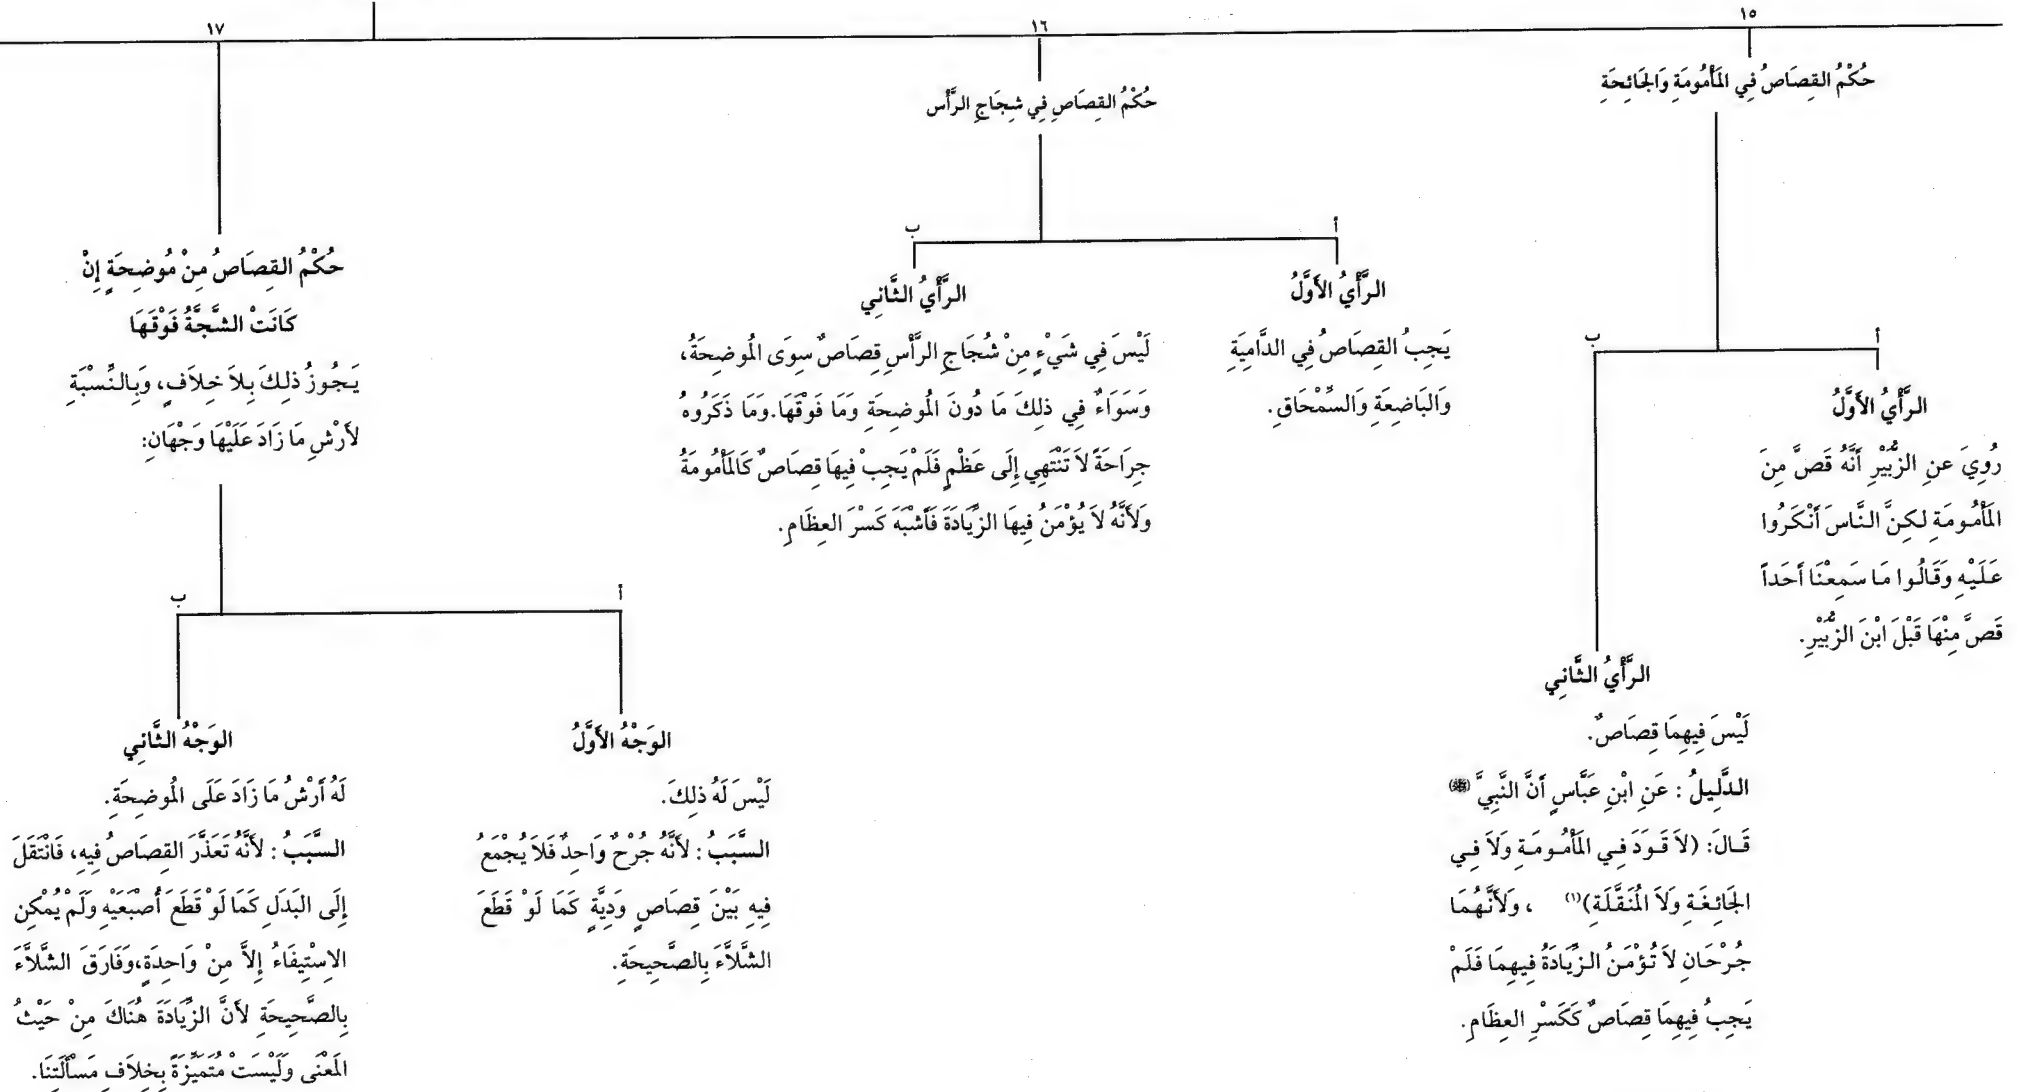 ١٥
حُكْمُ القِصَاصُ فِي المَأْمُومَةِ وَالجَائِحَةِ
أ
الرَّأْيُ الأَوَّلُ
رُوِيَ عَنِ الزُّبَيْرِ أَنَّهُ قَصَّ مِنَ
المَأْمُومَةِ لكِنَّ النَّاسَ أَنْكَرُوا
عَلَيْهِ وَقَالُوا مَا سَمِعْنَا أَحَداً
قَصَّ مِنْهَا قَبْلَ ابْنَ الزُّبَيْرِ.
ب
الرَّأْيُ الثَّانِي
لَيْسَ فِيهِمَا قِصَاصٌ.
الدَّلِيلُ : عَنِ ابْنِ عَبَّاسٍ أَنَّ النَّبِيَّ (ﷺ)
قَالَ: (لاَ قَوَدَ فِي المَأْمُومَةِ وَلاَ فِي
الجَائِفَةِ وَلاَ المُنَقَّلَةِ)(١) ، وَلأَنَّهُمَا
جُرْحَانِ لاَ تُؤْمَنُ الزِّيَادَةُ فِيهِمَا فَلَمْ
يَجِبُ فِيهِمَا قِصَاصٌ كَكَسْرِ العِظَامِ.
١٦
حُكْمُ القِصَاصِ فِي شِجَاجِ الرَّأْسِ
أ
الرَّأْيُ الأَوَّلُ
يَجِبُ القِصَاصُ فِي الدَّامِيَةِ
وَالبَاضِعَةِ وَالسِّمْحَاقِ.
ب
الرَّأْيُ الثَّانِي
لَيْسَ فِي شَيْءٍ مِنْ شُجَاجِ الرَّأْسِ قِصَاصٌ سِوَى المُوضِحَةُ،
وَسَوَاءٌ فِي ذلِكَ مَا دُونَ المُوضِحَةِ وَمَا فَوْقَهَا.وَمَا ذَكَرُوهُ
جِرَاحَةً لاَ تَنْتَهِي إِلَى عَظْمٍ فَلَمْ يَجِبْ فِيهَا قِصَاصٌ كَالمَأْمُومَةُ
وَلأَنَّهُ لاَ يُؤْمَنُ فِيهَا الزِّيَادَةَ فَأَشْبَهَ كَسْرَ العِظَامِ.
١٧
حُكْمُ القِصَاصُ مِنْ مُوضِحَةٍ إِنْ
كَانَتْ الشَّجَّةُ فَوْقَهَا
يَجُوزُ ذلِكَ بِلاَ خِلاَفٍ، وَبِالنِّسْبَةِ
لأَرْشِ مَا زَادَ عَلَيْهَا وَجْهَانِ:
أ
الوَجْهُ الأَوَّلُ
لَيْسَ لَهُ ذلِكَ.
السَّبَبُ : لأَنَّهُ جُرْحٌ وَاحِدٌ فَلاَ يُجْمَعُ
فِيهِ بَيْنَ قِصَاصٍ وَدِيَّةٍ كَمَا لَوْ قَطَعَ
الشَّلاَّءَ بِالصَّحِيحَةِ.
ب
الوَجْهُ الثَّانِي
لَهُ أَرْشُ مَا زَادَ عَلَى المُوضِحَةِ.
السَّبَبُ : لأَنَّهُ تَعَذَّرَ القِصَاصُ فِيهِ، فَانْتَقَلَ
إِلَى البَدَلِ كَمَا لَوْ قَطَعَ أُصْبَعَيْهِ وَلَمْ يُمْكِنِ
الاِسْتِيفَاءُ إِلاَّ مِنْ وَاحِدَةٍ،وَفَارَقَ الشَّلاَّءَ
بِالصَّحِيحَةِ لأَنَّ الزِّيَادَةَ هُنَاكَ مِنْ حَيْثُ
المَعْنَى وَلَيْسَتْ مُتَمَيِّزَةً بِخِلاَفِ مَسْأَلَتِنَا.